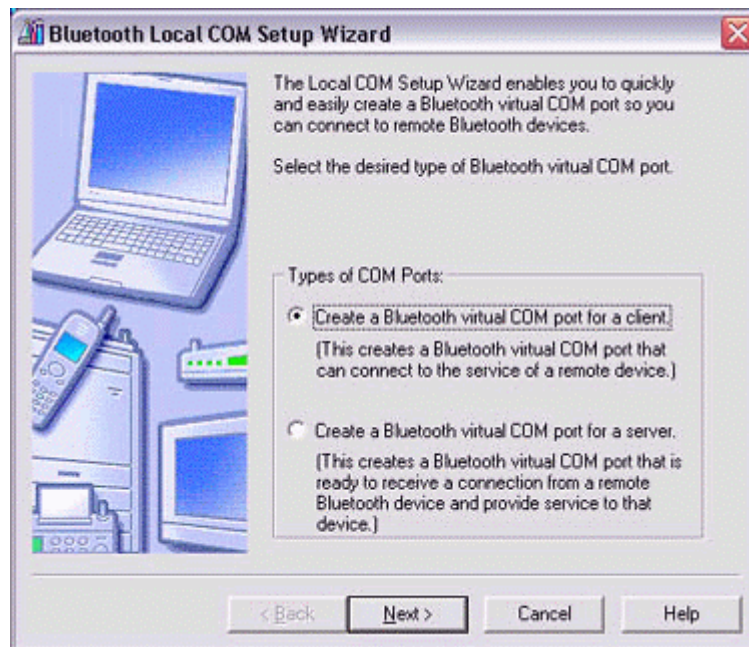 Bluetooth Local COM Setup Wizard
The Local COM Setup Wizard enables you to quickly
and easily create a Bluetooth virtual COM port so you
can connect to remote Bluetooth devices.
Select the desired type of Bluetooth virtual COM port.
Types of COM Ports:
Create a Bluetooth virtual COM port for a client.
(This creates a Bluetooth virtual COM port that
can connect to the service of a remote device.)
Create a Bluetooth virtual COM port for a server.
(This creates a Bluetooth virtual COM port that is
ready to receive a connection from a remote
Bluetooth device and provide service to that
device.)
< Back Next > Cancel Help